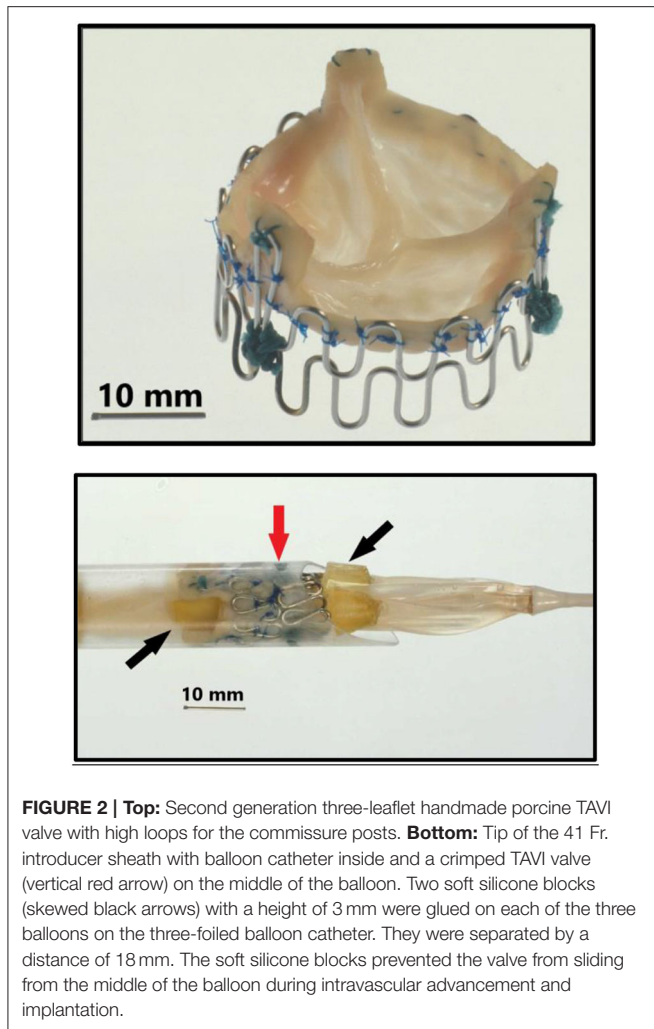 10 mm
10 mm
FIGURE 2 | Top: Second generation three-leaflet handmade porcine TAVI
valve with high loops for the commissure posts. Bottom: Tip of the 41 Fr.
introducer sheath with balloon catheter inside and a crimped TAVI valve
(vertical red arrow) on the middle of the balloon. Two soft silicone blocks
(skewed black arrows) with a height of 3 mm were glued on each of the three
balloons on the three-foiled balloon catheter. They were separated by a
distance of 18 mm. The soft silicone blocks prevented the valve from sliding
from the middle of the balloon during intravascular advancement and
implantation.